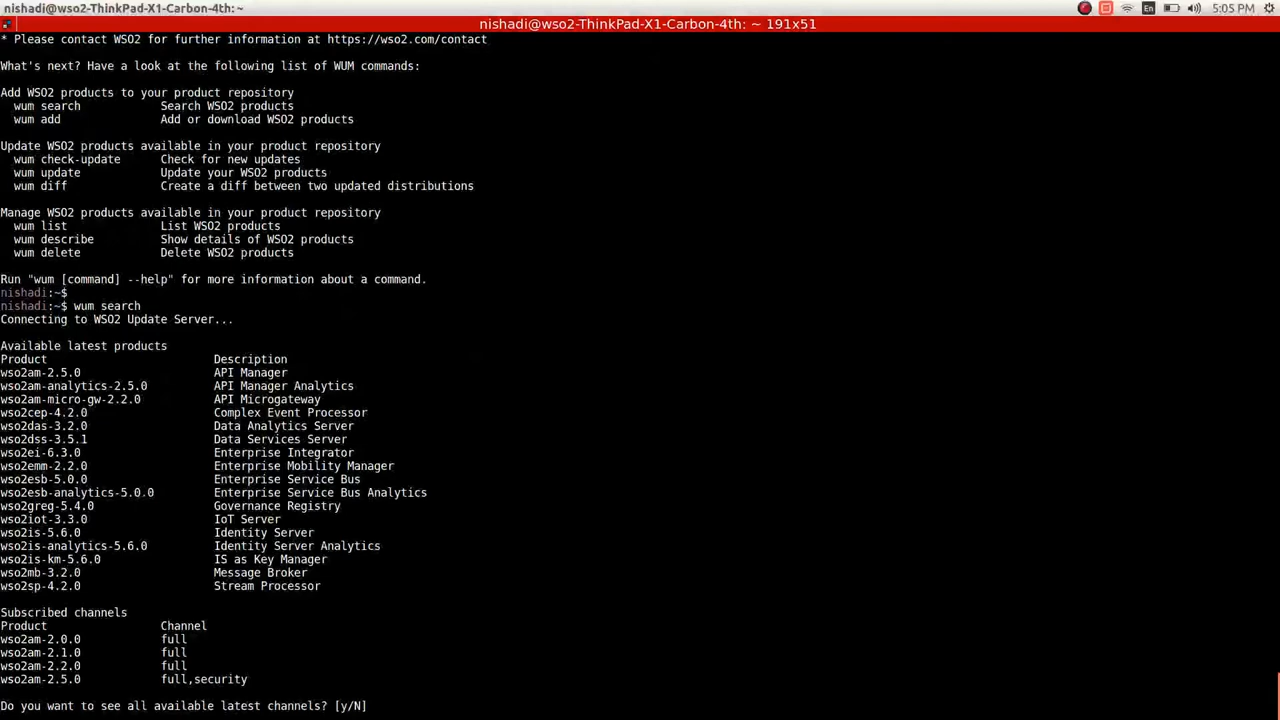 nishadi@wso2-ThinkPad-X1-Carbon-4th: ~
En
5:05 PM
nishadi@wso2-ThinkPad-X1-Carbon-4th: ~ 191x51
* Please contact WSO2 for further information at https://wso2.com/contact
What's next? Have a look at the following list of WUM commands:
Add WSO2 products to your product repository
wum search Search WSO2 products
wum add Add or download WSO2 products
Update WSO2 products available in your product repository
wum check-update Check for new updates
wum update Update your WSO2 products
wum diff Create a diff between two updated distributions
Manage WSO2 products available in your product repository
wum list List WSO2 products
wum describe Show details of WSO2 products
wum delete Delete WSO2 products
Run "wum [command] --help" for more information about a command.
nishadi:~$
nishadi:~$ wum search
Connecting to WSO2 Update Server...
Available latest products
Product Description
wso2am-2.5.0 API Manager
wso2am-analytics-2.5.0 API Manager Analytics
wso2am-micro-gw-2.2.0 API Microgateway
wso2cep-4.2.0 Complex Event Processor
wso2das-3.2.0 Data Analytics Server
wso2dss-3.5.1 Data Services Server
wso2ei-6.3.0 Enterprise Integrator
wso2emm-2.2.0 Enterprise Mobility Manager
wso2esb-5.0.0 Enterprise Service Bus
wso2esb-analytics-5.0.0 Enterprise Service Bus Analytics
wso2greg-5.4.0 Governance Registry
wso2iot-3.3.0 IoT Server
wso2is-5.6.0 Identity Server
wso2is-analytics-5.6.0 Identity Server Analytics
wso2is-km-5.6.0 IS as Key Manager
wso2mb-3.2.0 Message Broker
wso2sp-4.2.0 Stream Processor
Subscribed channels
Product Channel
wso2am-2.0.0 full
wso2am-2.1.0 full
wso2am-2.2.0 full
wso2am-2.5.0 full,security
Do you want to see all available latest channels? [y/N]